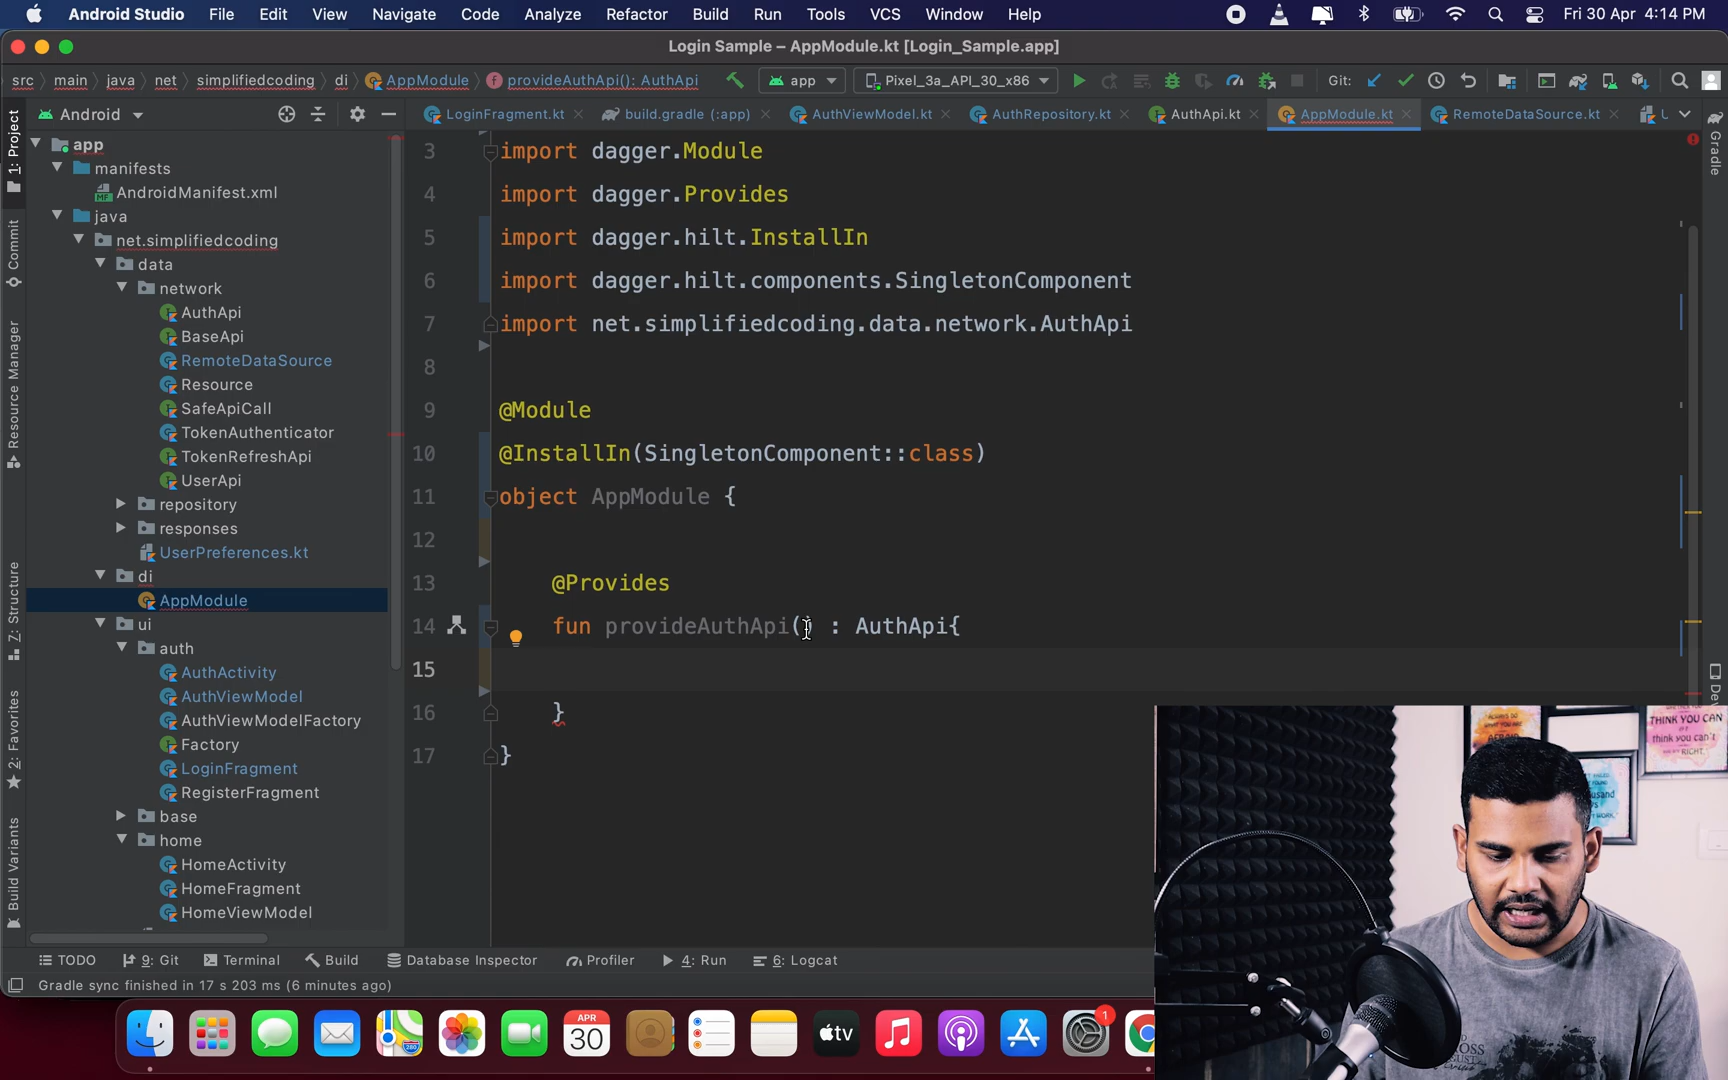 Android Studio File Edit View Navigate Code Analyze Refactor Build Run Tools VCS Window Help Fri 30 Apr 4:14 PM
Login Sample – AppModule.kt [Login_Sample.app]
src main java net simplifiedcoding di AppModule provideAuthApi(): AuthApi app Pixel_3a_API_30_x86 Git:
Android LoginFragment.kt build.gradle (:app) AuthViewModel.kt AuthRepository.kt AuthApi.kt AppModule.kt RemoteDataSource.kt
1: Project
Commit
Resource Manager
Z: Structure
2: Favorites
Build Variants
Gradle
app
manifests
AndroidManifest.xml
java
net.simplifiedcoding
data
network
AuthApi
BaseApi
RemoteDataSource
Resource
SafeApiCall
TokenAuthenticator
TokenRefreshApi
UserApi
repository
responses
UserPreferences.kt
di
AppModule
ui
auth
AuthActivity
AuthViewModel
AuthViewModelFactory
Factory
LoginFragment
RegisterFragment
base
home
HomeActivity
HomeFragment
HomeViewModel
3 import dagger.Module
4 import dagger.Provides
5 import dagger.hilt.InstallIn
6 import dagger.hilt.components.SingletonComponent
7 import net.simplifiedcoding.data.network.AuthApi
8
9 @Module
10 @InstallIn(SingletonComponent::class)
11 object AppModule {
12
13 @Provides
14 fun provideAuthApi() : AuthApi{
15
16 }
17 }
THINK YOU CAN
think you can't
RIGHT.
TODO 9: Git Terminal Build Database Inspector Profiler 4: Run 6: Logcat
Gradle sync finished in 17 s 203 ms (6 minutes ago)
APR
30
tv
1